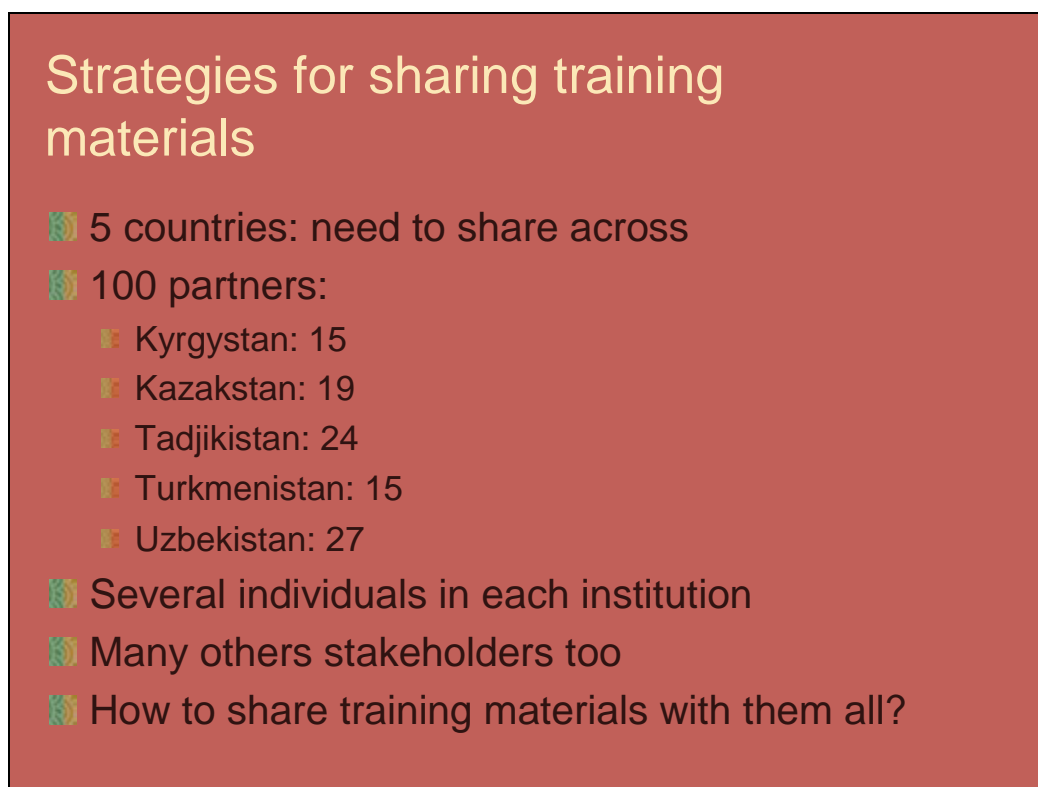 Strategies for sharing training
materials
5 countries: need to share across
100 partners:
Kyrgystan: 15
Kazakstan: 19
Tadjikistan: 24
Turkmenistan: 15
Uzbekistan: 27
Several individuals in each institution
Many others stakeholders too
How to share training materials with them all?